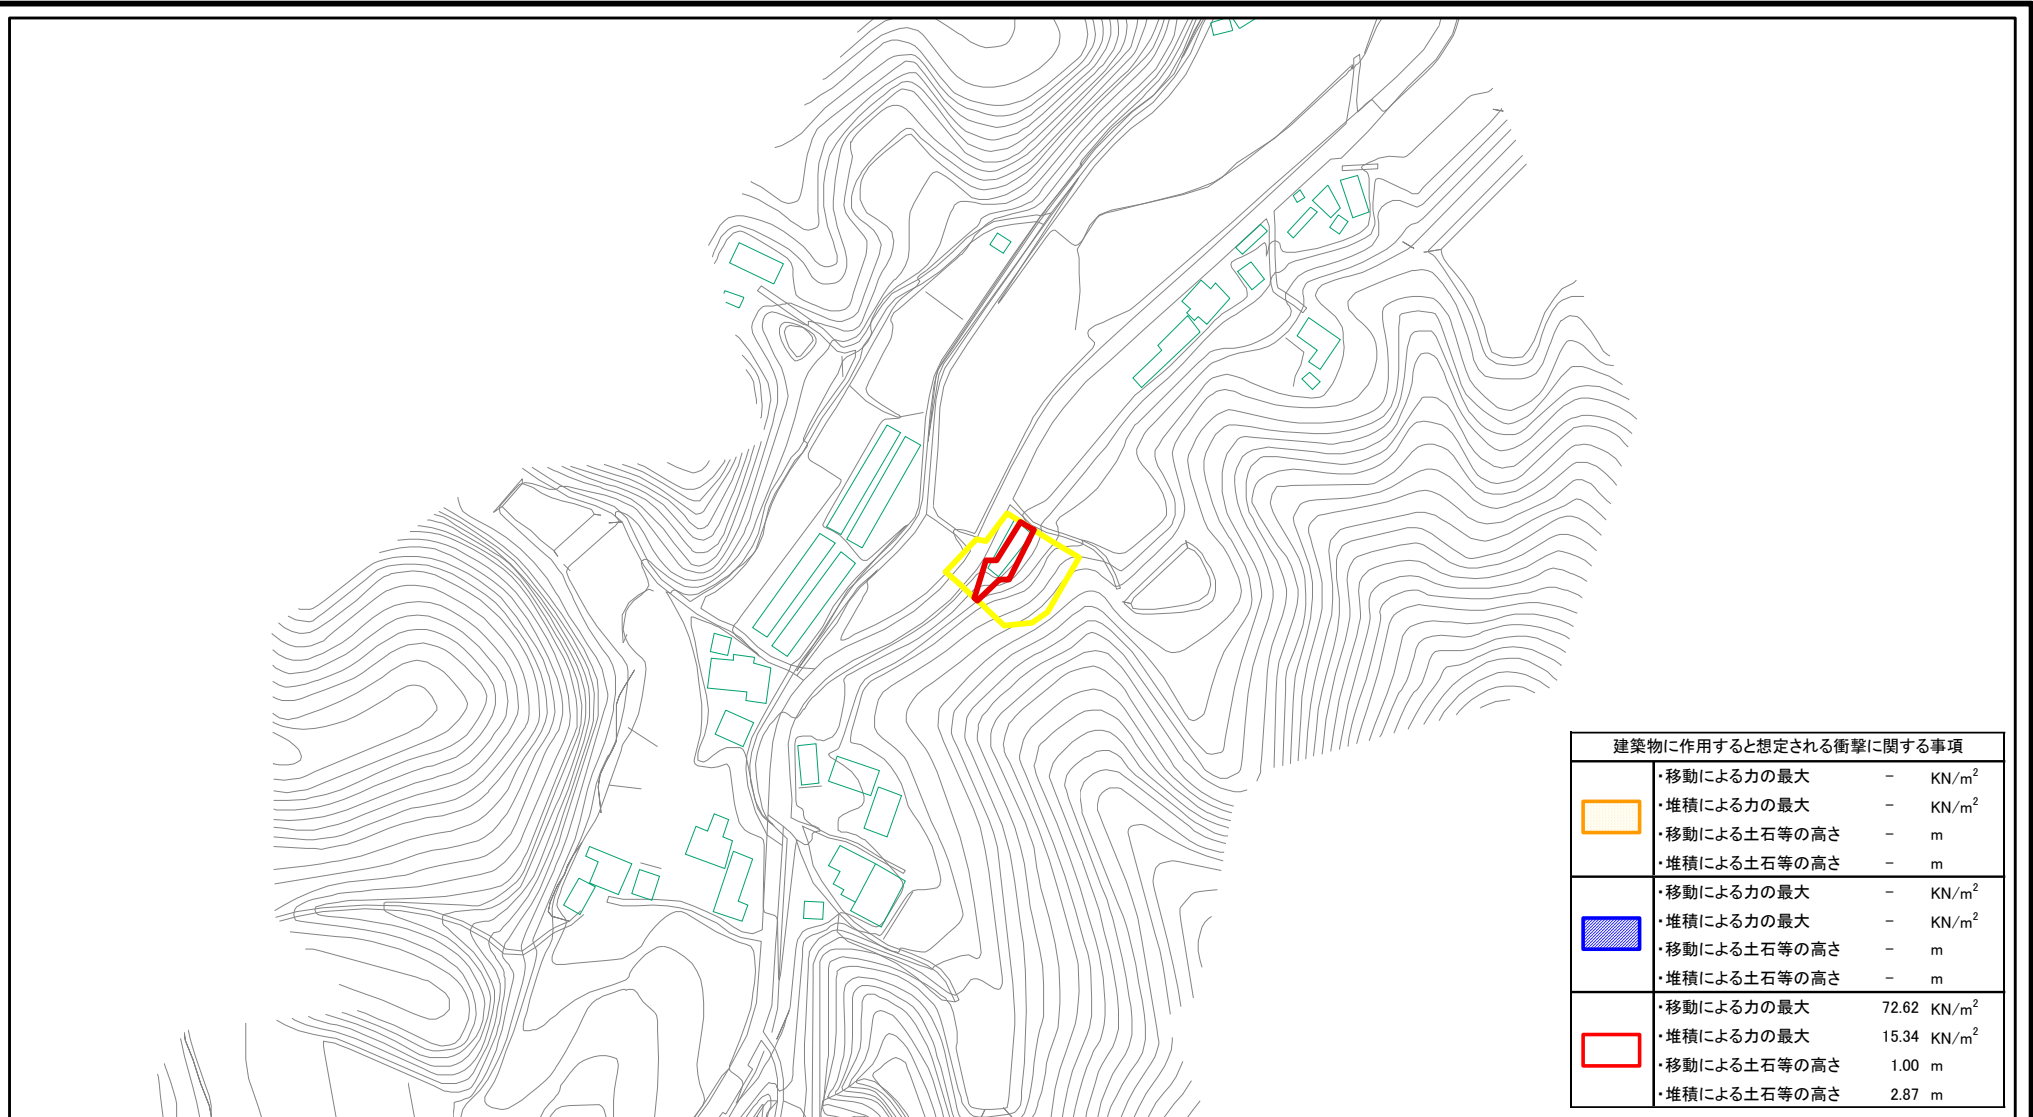 建築物に作用すると想定される衝撃に関する事項
・移動による力の最大 - KN/m²
・堆積による力の最大 - KN/m²
・移動による土石等の高さ - m
・堆積による土石等の高さ - m
・移動による力の最大 - KN/m²
・堆積による力の最大 - KN/m²
・移動による土石等の高さ - m
・堆積による土石等の高さ - m
・移動による力の最大 72.62 KN/m²
・堆積による力の最大 15.34 KN/m²
・移動による土石等の高さ 1.00 m
・堆積による土石等の高さ 2.87 m